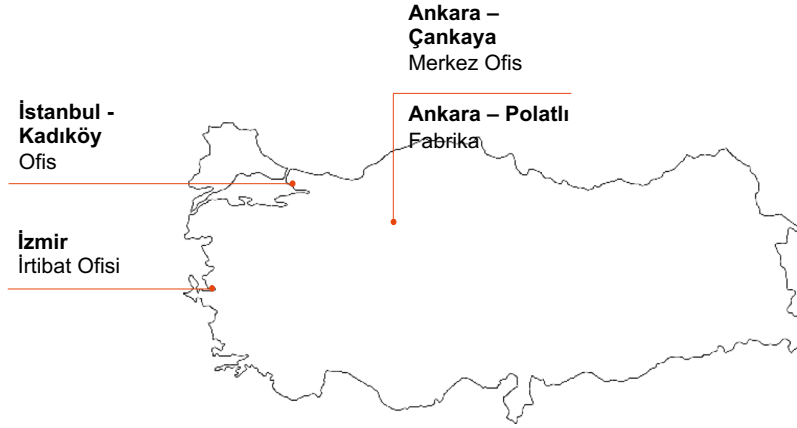 Ankara –
Çankaya
Merkez Ofis
Ankara – Polatlı
Fabrika
İstanbul -
Kadıköy
Ofis
İzmir
İrtibat Ofisi